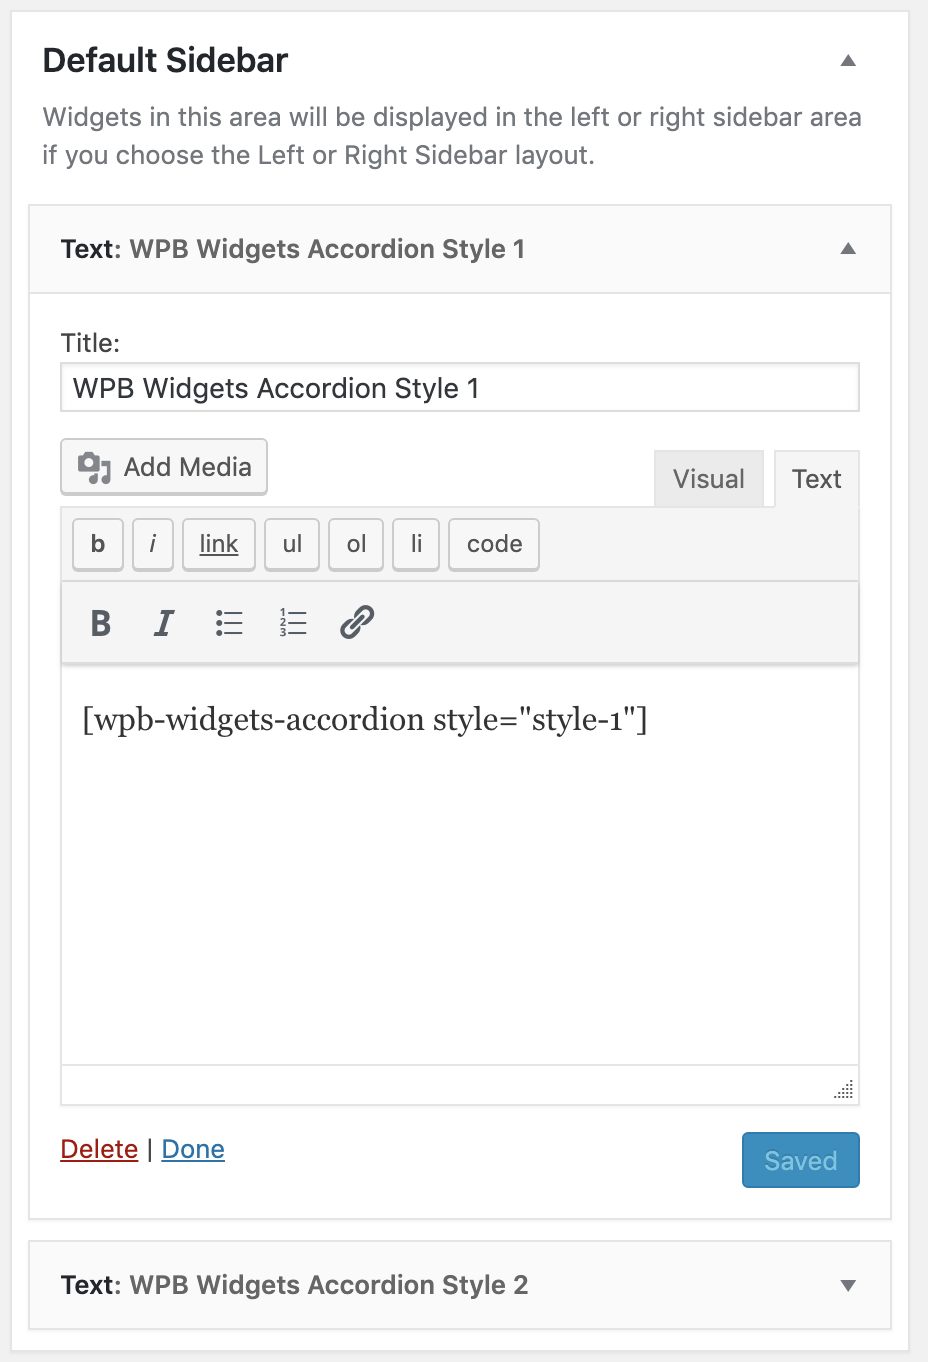 Default Sidebar
Widgets in this area will be displayed in the left or right sidebar area
if you choose the Left or Right Sidebar layout.
Text: WPB Widgets Accordion Style 1
Title:
WPB Widgets Accordion Style 1
Add Media
Visual Text
b i link ul ol li code
B I 1 2 3
[wpb-widgets-accordion style="style-1"]
Delete | Done
Saved
Text: WPB Widgets Accordion Style 2